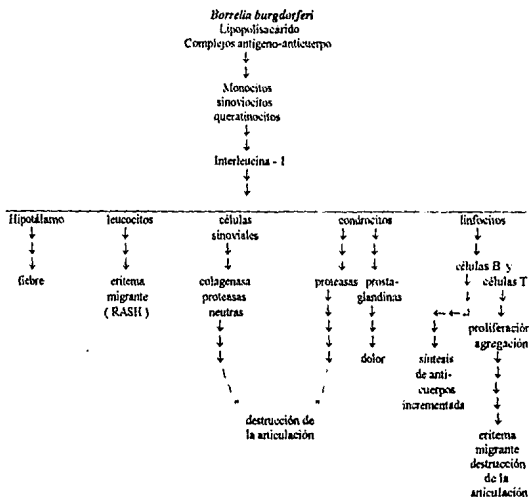 Borrelia burgdorferi
Lipopolisacárido
Complejos antígeno-anticuerpo
Monocitos
sinoviocitos
queratinocitos
Interleucina - 1
Hipotálamo leucocitos células condrocitos linfocitos
sinoviales
células B y
células T
fiebre eritema colagenasa proteasas prosta-
migrante proteasas glandinas
( RASH ) neutras
proliferación
agregación
dolor síntesis
de anti-
cuerpos
incrementada
destrucción de
la articulación
eritema
migrante
destrucción
de la
articulación